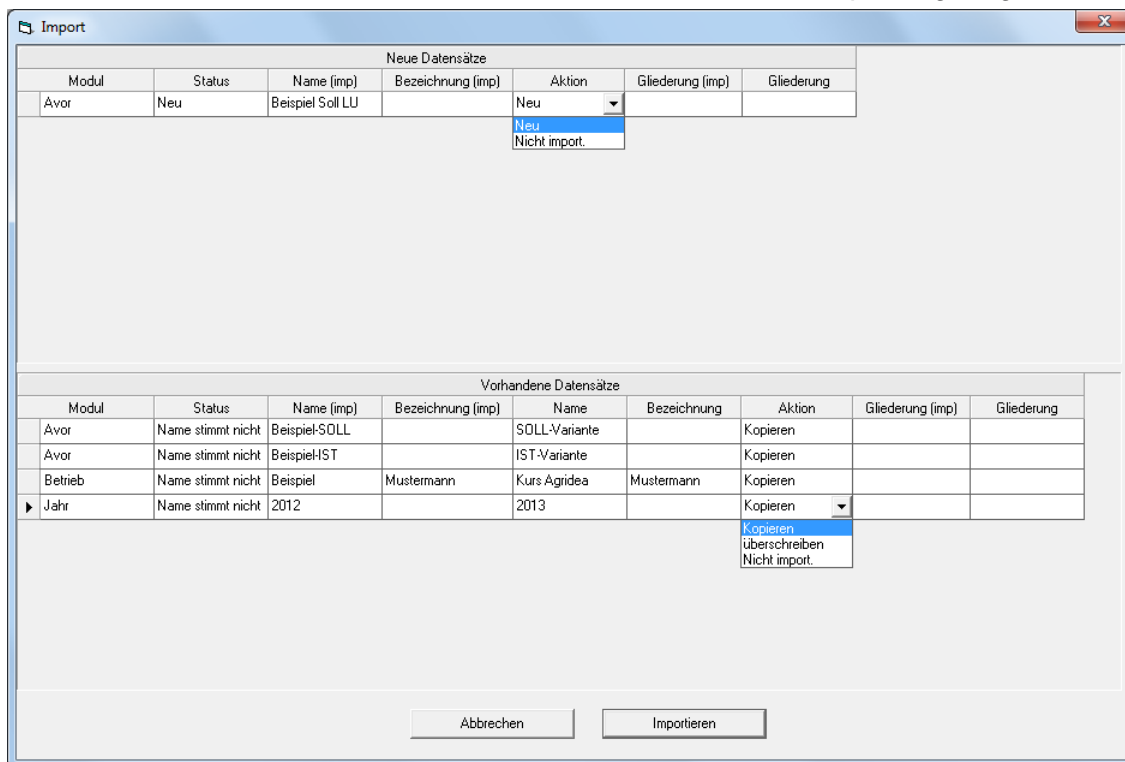 Import
Neue Datensätze
Modul Status Name (imp) Bezeichnung (imp) Aktion Gliederung (imp) Gliederung
Avor Neu Beispiel Soll LU Neu
Neu
Nicht import.
Vorhandene Datensätze
Modul Status Name (imp) Bezeichnung (imp) Name Bezeichnung Aktion Gliederung (imp) Gliederung
Avor Name stimmt nicht Beispiel-SOLL SOLL-Variante Kopieren
Avor Name stimmt nicht Beispiel-IST IST-Variante Kopieren
Betrieb Name stimmt nicht Beispiel Mustermann Kurs Agridea Mustermann Kopieren
Jahr Name stimmt nicht 2012 2013 Kopieren
Kopieren
überschreiben
Nicht import.
Abbrechen Importieren